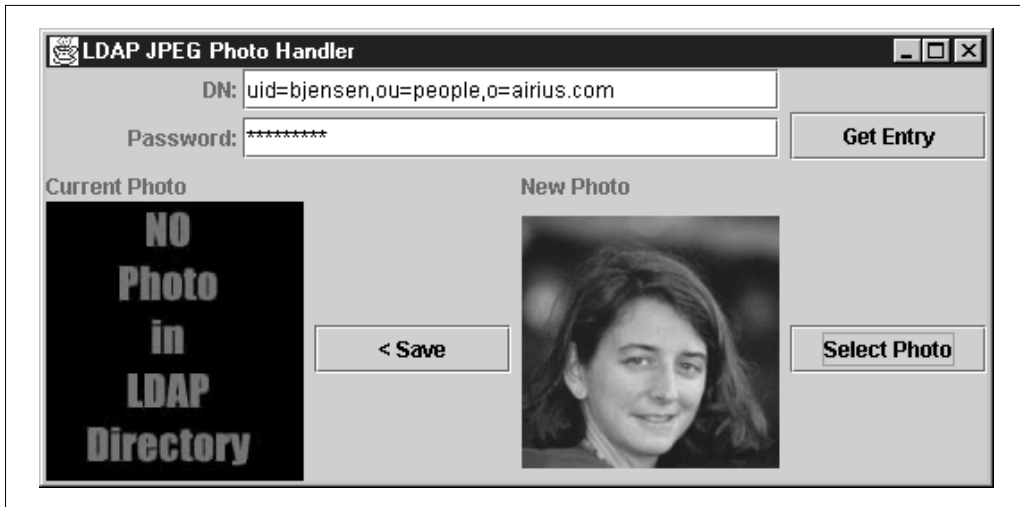 LDAP JPEG Photo Handler
DN: uid=bjensen,ou=people,o=airius.com
Password: *********
Get Entry
Current Photo
New Photo
NO
Photo
in
LDAP
Directory
< Save
Select Photo